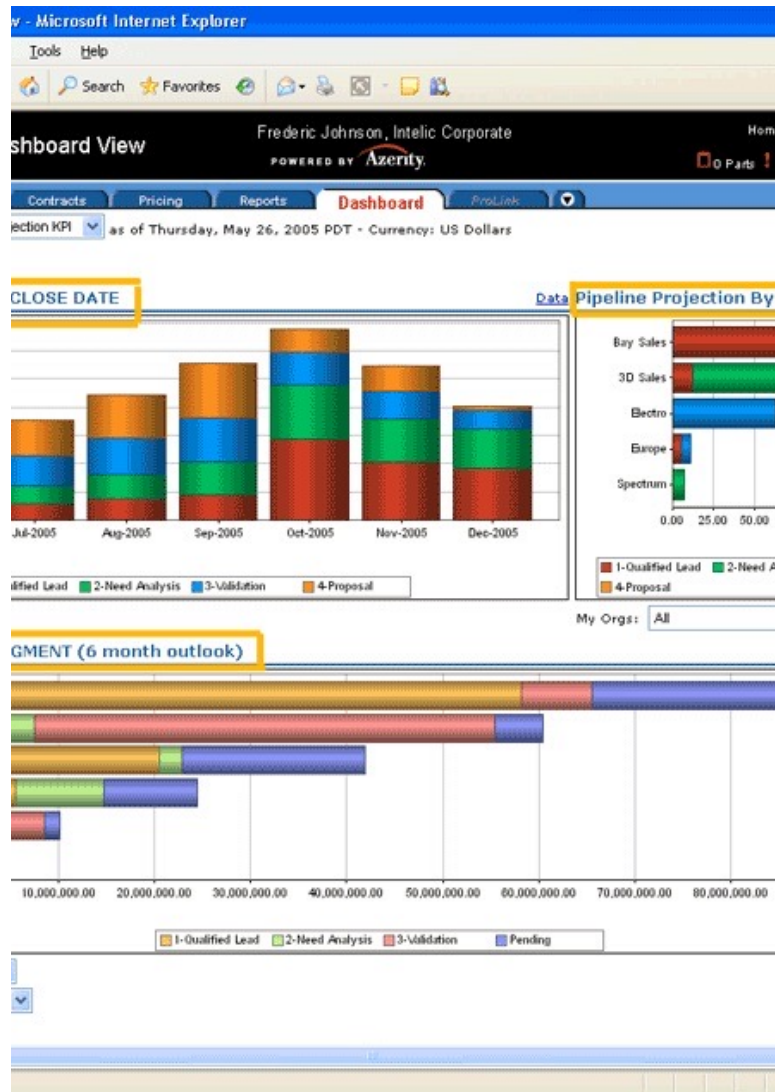 w - Microsoft Internet Explorer
Tools Help
Search Favorites
shboard View
Frederic Johnson, Intelic Corporate
Hom
POWERED BY Azerity.
0 Parts !
Contracts Pricing Reports Dashboard ProLink
ection KPI as of Thursday, May 26, 2005 PDT - Currency: US Dollars
CLOSE DATE
Data
Pipeline Projection By
Bay Sales
3D Sales
Electro
Europe
Spectrum
0.00 25.00 50.00
Jul-2005 Aug-2005 Sep-2005 Oct-2005 Nov-2005 Dec-2005
lified Lead 2-Need Analysis 3-Validation 4-Proposal
1-Qualified Lead 2-Need A
4-Proposal
My Orgs: All
GMENT (6 month outlook)
10,000,000.00 20,000,000.00 30,000,000.00 40,000,000.00 50,000,000.00 60,000,000.00 70,000,000.00 80,000,000.00
1-Qualified Lead 2-Need Analysis 3-Validation Pending